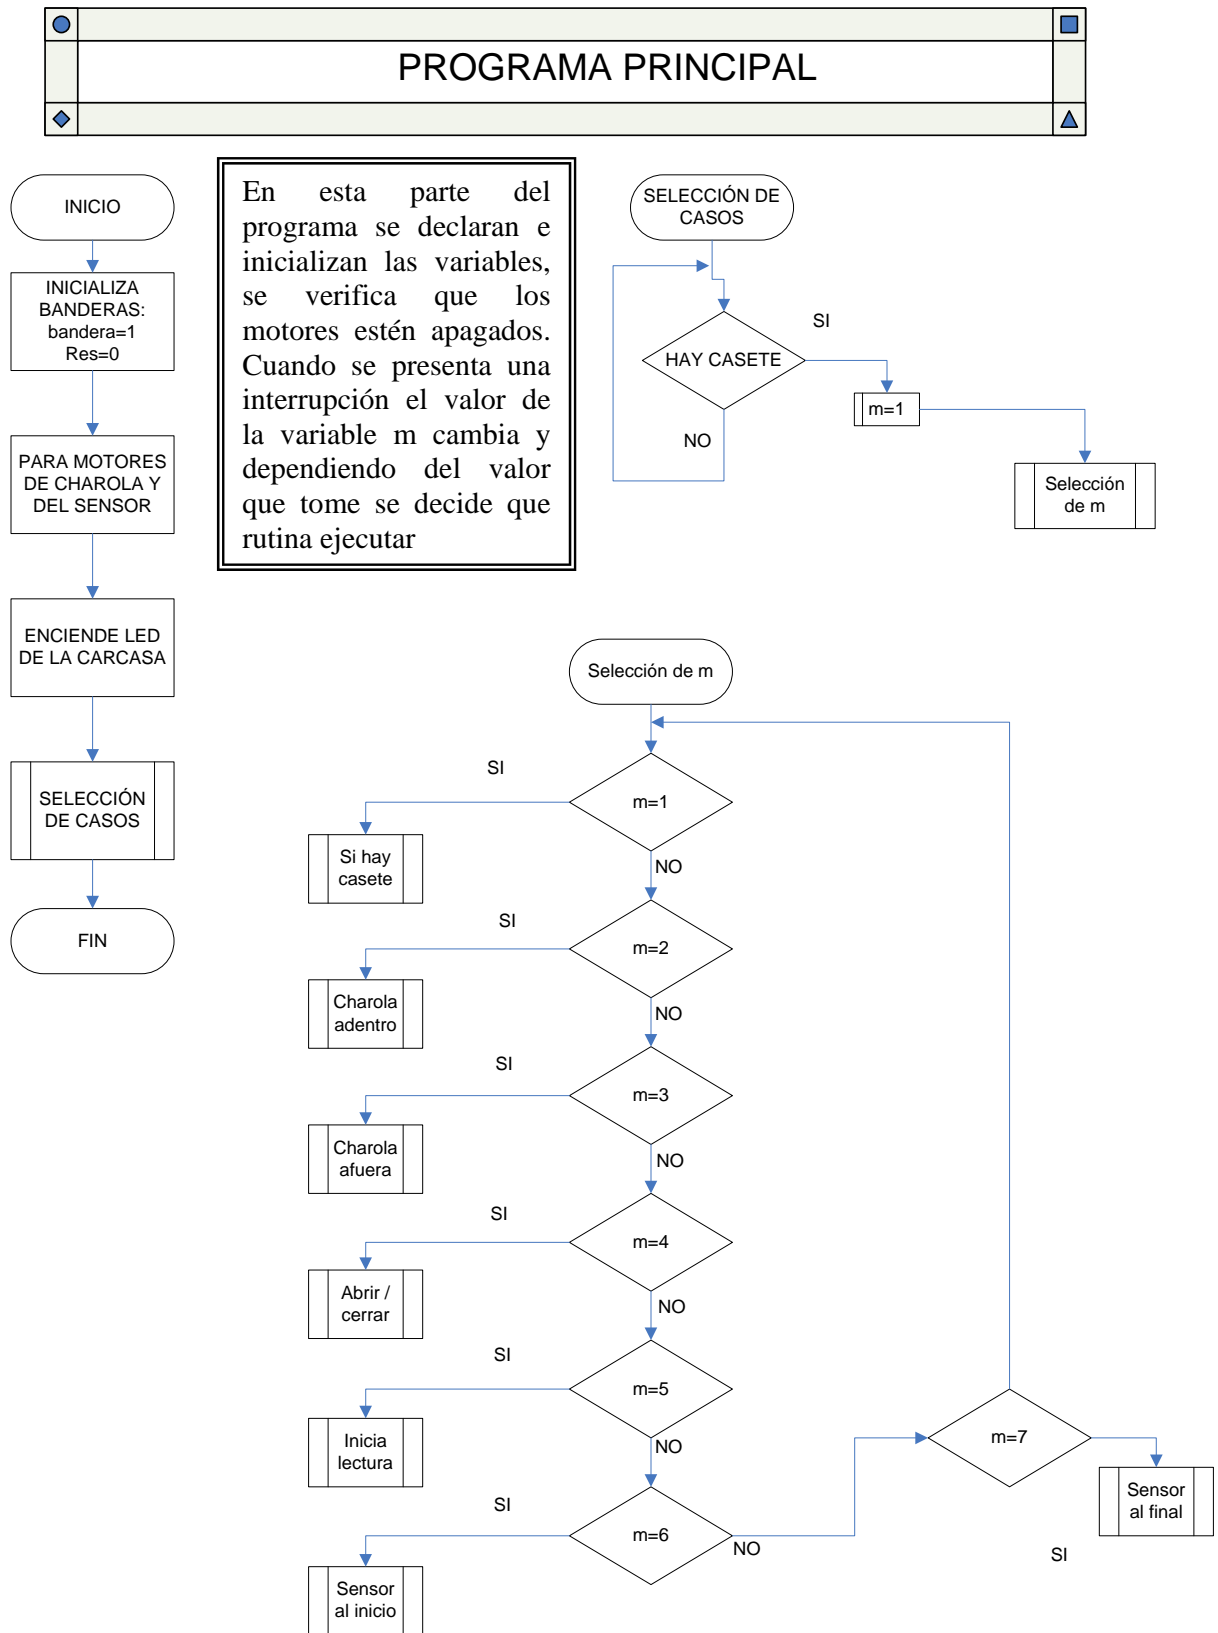 PROGRAMA PRINCIPAL
INICIO
INICIALIZA
BANDERAS:
bandera=1
Res=0
PARA MOTORES
DE CHAROLA Y
DEL SENSOR
ENCIENDE LED
DE LA CARCASA
SELECCIÓN
DE CASOS
FIN
En esta parte del
programa se declaran e
inicializan las variables,
se verifica que los
motores estén apagados.
Cuando se presenta una
interrupción el valor de
la variable m cambia y
dependiendo del valor
que tome se decide que
rutina ejecutar
SELECCIÓN DE
CASOS
HAY CASETE
SI
NO
m=1
Selección
de m
Selección de m
m=1
SI
Si hay
casete
NO
m=2
SI
Charola
adentro
NO
m=3
SI
Charola
afuera
NO
m=4
SI
Abrir /
cerrar
NO
m=5
SI
Inicia
lectura
NO
m=6
SI
Sensor
al inicio
NO
m=7
Sensor
al final
SI